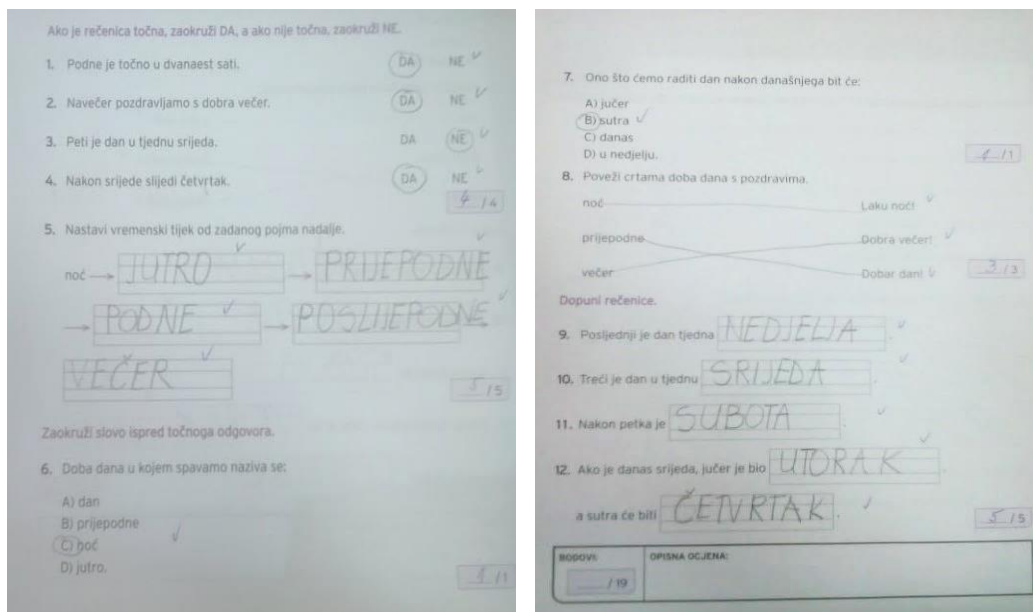 Ako je rečenica točna, zaokruži DA, a ako nije točna, zaokruži NE.
1. Podne je točno u dvanaest sati. DA NE
2. Navečer pozdravljamo s dobra večer. DA NE
3. Peti je dan u tjednu srijeda. DA NE
4. Nakon srijede slijedi četvrtak. DA NE
4 / 4
5. Nastavi vremenski tijek od zadanog pojma nadalje.
noć → JUTRO → PRIJEPODNE
→ PODNE → POSLIJEPODNE
VEČER
5 / 5
Zaokruži slovo ispred točnoga odgovora.
6. Doba dana u kojem spavamo naziva se:
A) dan
B) prijepodne
C) noć
D) jutro.
1 / 1
7. Ono što ćemo raditi dan nakon današnjega bit će:
A) jučer
B) sutra
C) danas
D) u nedjelju.
1 / 1
8. Poveži crtama doba dana s pozdravima.
noć Laku noć!
prijepodne Dobra večer!
večer Dobar dan!
3 / 3
Dopuni rečenice.
9. Posljednji je dan tjedna NEDJELJA.
10. Treći je dan u tjednu SRIJEDA.
11. Nakon petka je SUBOTA.
12. Ako je danas srijeda, jučer je bio UTORAK
a sutra će biti ČETVRTAK.
5 / 5
BODOVI: OPISNA OCJENA:
/ 19